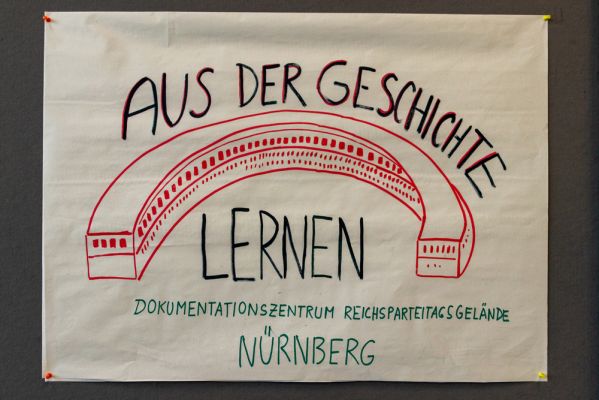 AUS DER GESCHICHTE
LERNEN
DOKUMENTATIONSZENTRUM REICHSPARTEITAGSGELÄNDE
NÜRNBERG